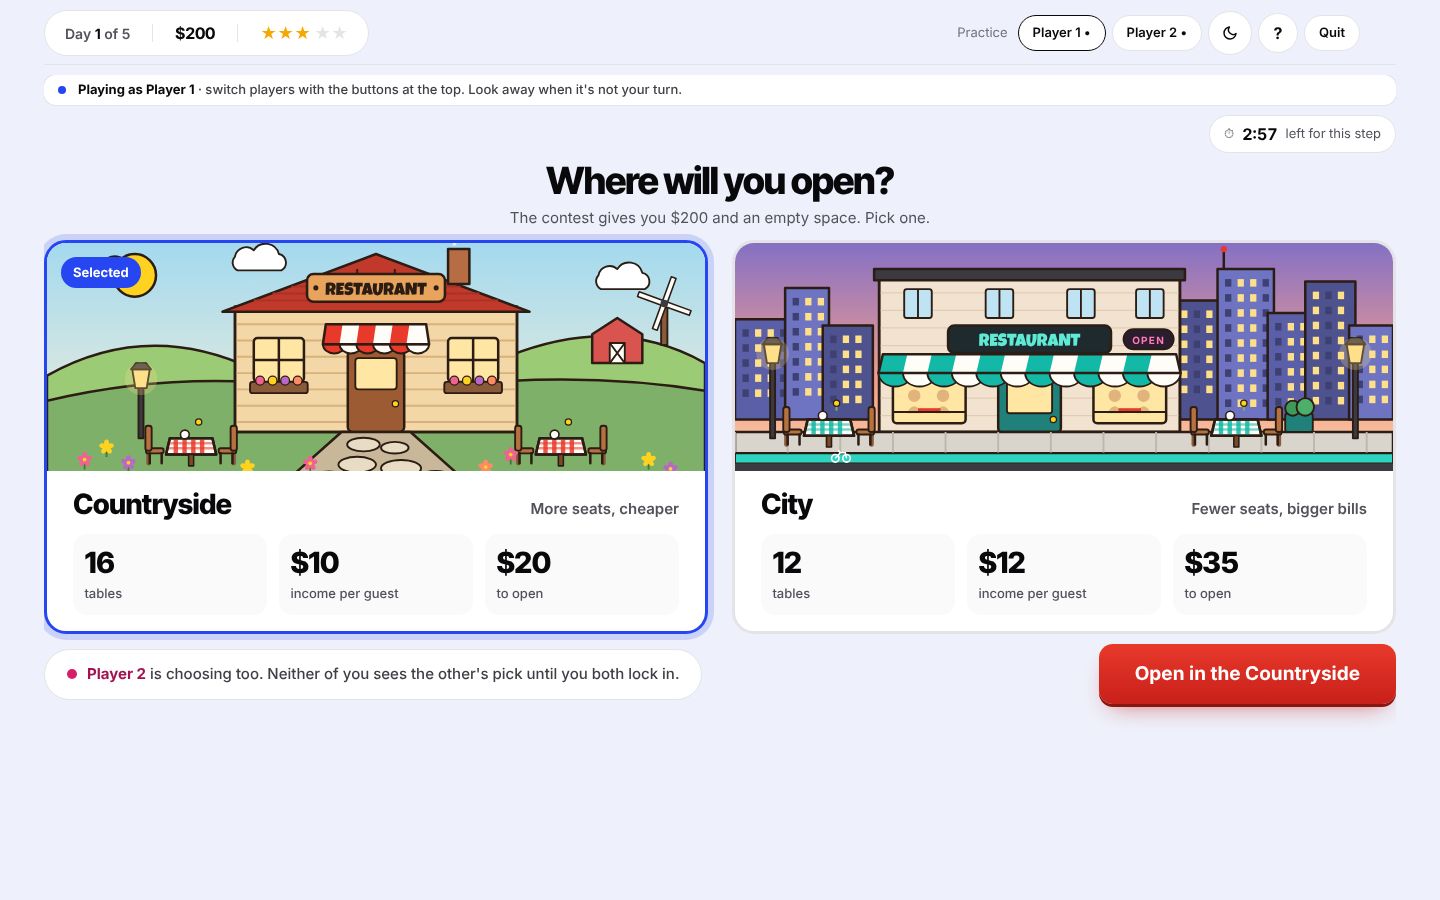 Day 1 of 5
$200
Practice
Player 1 •
Player 2 •
?
Quit
Playing as Player 1 · switch players with the buttons at the top. Look away when it's not your turn.
2:57 left for this step
Where will you open?
The contest gives you $200 and an empty space. Pick one.
Selected
RESTAURANT
Countryside
More seats, cheaper
16
tables
$10
income per guest
$20
to open
RESTAURANT
OPEN
City
Fewer seats, bigger bills
12
tables
$12
income per guest
$35
to open
Player 2 is choosing too. Neither of you sees the other's pick until you both lock in.
Open in the Countryside